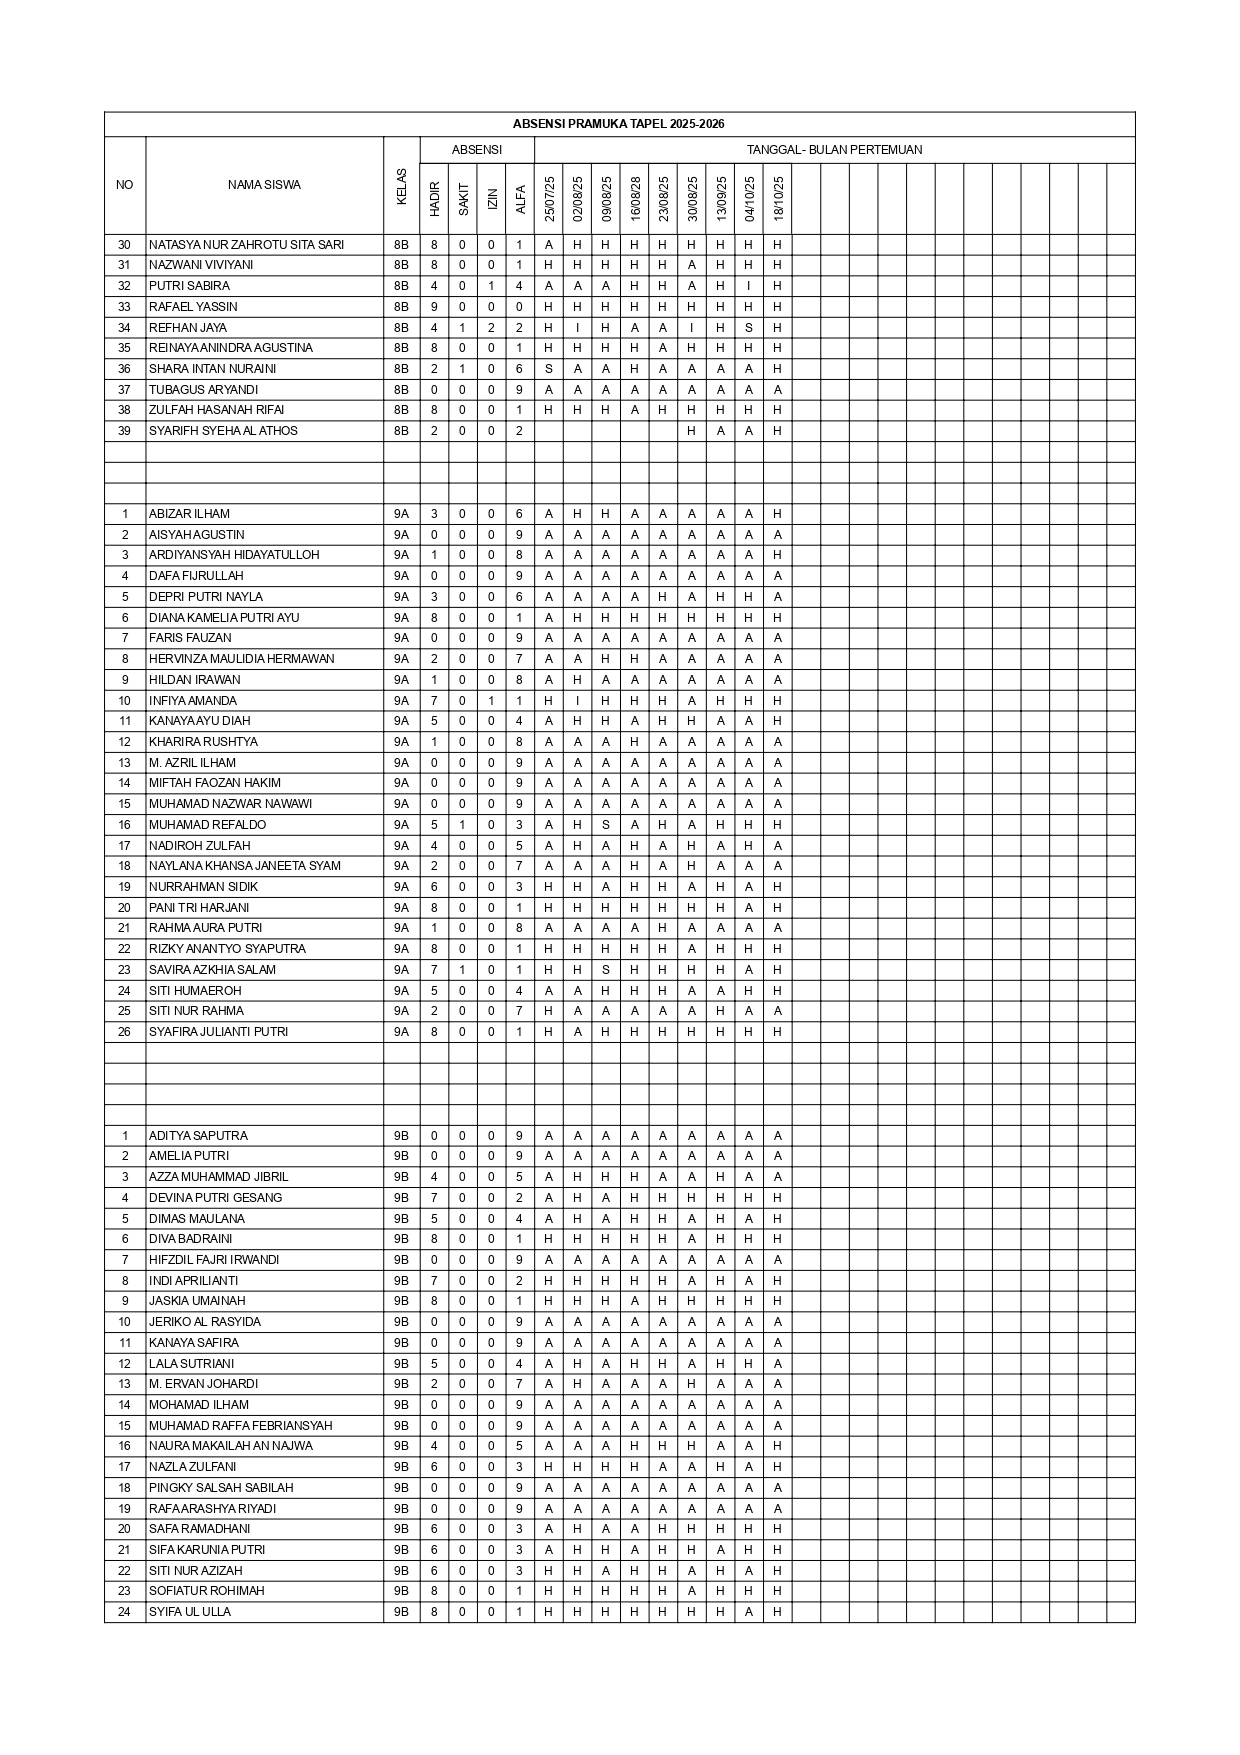 ABSENSI PRAMUKA TAPEL 2025-2026
NO NAMA SISWA KELAS ABSENSI TANGGAL- BULAN PERTEMUAN
HADIR SAKIT IZIN ALFA 25/07/25 02/08/25 09/08/25 16/08/28 23/08/25 30/08/25 13/09/25 04/10/25 18/10/25
30 NATASYA NUR ZAHROTU SITA SARI 8B 8 0 0 1 A H H H H H H H H
31 NAZWANI VIVIYANI 8B 8 0 0 1 H H H H H A H H H
32 PUTRI SABIRA 8B 4 0 1 4 A A A H H A H I H
33 RAFAEL YASSIN 8B 9 0 0 0 H H H H H H H H H
34 REFHAN JAYA 8B 4 1 2 2 H I H A A I H S H
35 REINAYA ANINDRA AGUSTINA 8B 8 0 0 1 H H H H A H H H H
36 SHARA INTAN NURAINI 8B 2 1 0 6 S A A H A A A A H
37 TUBAGUS ARYANDI 8B 0 0 0 9 A A A A A A A A A
38 ZULFAH HASANAH RIFAI 8B 8 0 0 1 H H H A H H H H H
39 SYARIFH SYEHA AL ATHOS 8B 2 0 0 2 H A A H
1 ABIZAR ILHAM 9A 3 0 0 6 A H H A A A A A H
2 AISYAH AGUSTIN 9A 0 0 0 9 A A A A A A A A A
3 ARDIYANSYAH HIDAYATULLOH 9A 1 0 0 8 A A A A A A A A H
4 DAFA FIJRULLAH 9A 0 0 0 9 A A A A A A A A A
5 DEPRI PUTRI NAYLA 9A 3 0 0 6 A A A A H A H H A
6 DIANA KAMELIA PUTRI AYU 9A 8 0 0 1 A H H H H H H H H
7 FARIS FAUZAN 9A 0 0 0 9 A A A A A A A A A
8 HERVINZA MAULIDIA HERMAWAN 9A 2 0 0 7 A A H H A A A A A
9 HILDAN IRAWAN 9A 1 0 0 8 A H A A A A A A A
10 INFIYA AMANDA 9A 7 0 1 1 H I H H H A H H H
11 KANAYA AYU DIAH 9A 5 0 0 4 A H H A H H A A H
12 KHARIRA RUSHTYA 9A 1 0 0 8 A A A H A A A A A
13 M. AZRIL ILHAM 9A 0 0 0 9 A A A A A A A A A
14 MIFTAH FAOZAN HAKIM 9A 0 0 0 9 A A A A A A A A A
15 MUHAMAD NAZWAR NAWAWI 9A 0 0 0 9 A A A A A A A A A
16 MUHAMAD REFALDO 9A 5 1 0 3 A H S A H A H H H
17 NADIROH ZULFAH 9A 4 0 0 5 A H A H A H A H A
18 NAYLANA KHANSA JANEETA SYAM 9A 2 0 0 7 A A A H A H A A A
19 NURRAHMAN SIDIK 9A 6 0 0 3 H H A H H A H A H
20 PANI TRI HARJANI 9A 8 0 0 1 H H H H H H H A H
21 RAHMA AURA PUTRI 9A 1 0 0 8 A A A A H A A A A
22 RIZKY ANANTYO SYAPUTRA 9A 8 0 0 1 H H H H H A H H H
23 SAVIRA AZKHIA SALAM 9A 7 1 0 1 H H S H H H H A H
24 SITI HUMAEROH 9A 5 0 0 4 A A H H H A A H H
25 SITI NUR RAHMA 9A 2 0 0 7 H A A A A A H A A
26 SYAFIRA JULIANTI PUTRI 9A 8 0 0 1 H A H H H H H H H
1 ADITYA SAPUTRA 9B 0 0 0 9 A A A A A A A A A
2 AMELIA PUTRI 9B 0 0 0 9 A A A A A A A A A
3 AZZA MUHAMMAD JIBRIL 9B 4 0 0 5 A H H H A A H A A
4 DEVINA PUTRI GESANG 9B 7 0 0 2 A H A H H H H H H
5 DIMAS MAULANA 9B 5 0 0 4 A H A H H A H A H
6 DIVA BADRAINI 9B 8 0 0 1 H H H H H A H H H
7 HIFZDIL FAJRI IRWANDI 9B 0 0 0 9 A A A A A A A A A
8 INDI APRILIANTI 9B 7 0 0 2 H H H H H A H A H
9 JASKIA UMAINAH 9B 8 0 0 1 H H H A H H H H H
10 JERIKO AL RASYIDA 9B 0 0 0 9 A A A A A A A A A
11 KANAYA SAFIRA 9B 0 0 0 9 A A A A A A A A A
12 LALA SUTRIANI 9B 5 0 0 4 A H A H H A H H A
13 M. ERVAN JOHARDI 9B 2 0 0 7 A H A A A H A A A
14 MOHAMAD ILHAM 9B 0 0 0 9 A A A A A A A A A
15 MUHAMAD RAFFA FEBRIANSYAH 9B 0 0 0 9 A A A A A A A A A
16 NAURA MAKAILAH AN NAJWA 9B 4 0 0 5 A A A H H H A A H
17 NAZLA ZULFANI 9B 6 0 0 3 H H H H A A H A H
18 PINGKY SALSAH SABILAH 9B 0 0 0 9 A A A A A A A A A
19 RAFA ARASHYA RIYADI 9B 0 0 0 9 A A A A A A A A A
20 SAFA RAMADHANI 9B 6 0 0 3 A H A A H H H H H
21 SIFA KARUNIA PUTRI 9B 6 0 0 3 A H H A H H A H H
22 SITI NUR AZIZAH 9B 6 0 0 3 H H A H H A H A H
23 SOFIATUR ROHIMAH 9B 8 0 0 1 H H H H H A H H H
24 SYIFA UL ULLA 9B 8 0 0 1 H H H H H H H A H